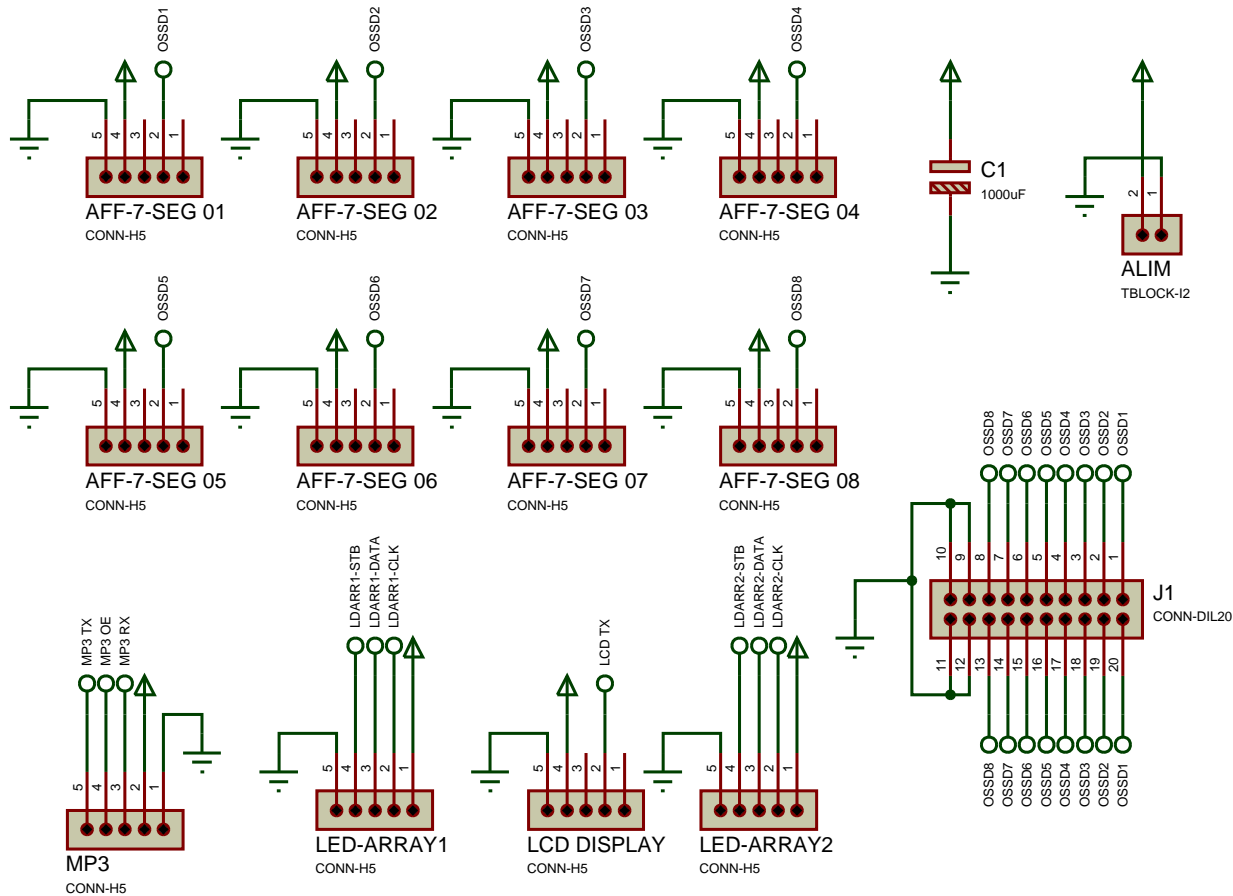 OSSD1
5
4
3
2
1
AFF-7-SEG 01
CONN-H5
OSSD2
5
4
3
2
1
AFF-7-SEG 02
CONN-H5
OSSD3
5
4
3
2
1
AFF-7-SEG 03
CONN-H5
OSSD4
5
4
3
2
1
AFF-7-SEG 04
CONN-H5
C1
1000uF
2
1
ALIM
TBLOCK-I2
OSSD5
5
4
3
2
1
AFF-7-SEG 05
CONN-H5
OSSD6
5
4
3
2
1
AFF-7-SEG 06
CONN-H5
OSSD7
5
4
3
2
1
AFF-7-SEG 07
CONN-H5
OSSD8
5
4
3
2
1
AFF-7-SEG 08
CONN-H5
OSSD8
OSSD7
OSSD6
OSSD5
OSSD4
OSSD3
OSSD2
OSSD1
10
9
8
7
6
5
4
3
2
1
J1
CONN-DIL20
11
12
13
14
15
16
17
18
19
20
OSSD8
OSSD7
OSSD6
OSSD5
OSSD4
OSSD3
OSSD2
OSSD1
MP3 TX
MP3 OE
MP3 RX
5
4
3
2
1
MP3
CONN-H5
LDARR1-STB
LDARR1-DATA
LDARR1-CLK
5
4
3
2
1
LED-ARRAY1
CONN-H5
LCD TX
5
4
3
2
1
LCD DISPLAY
CONN-H5
LDARR2-STB
LDARR2-DATA
LDARR2-CLK
5
4
3
2
1
LED-ARRAY2
CONN-H5